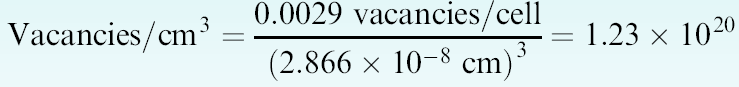 Vacancies/cm³ = 0.0029 vacancies/cell / (2.866 × 10⁻⁸ cm)³ = 1.23 × 10²⁰